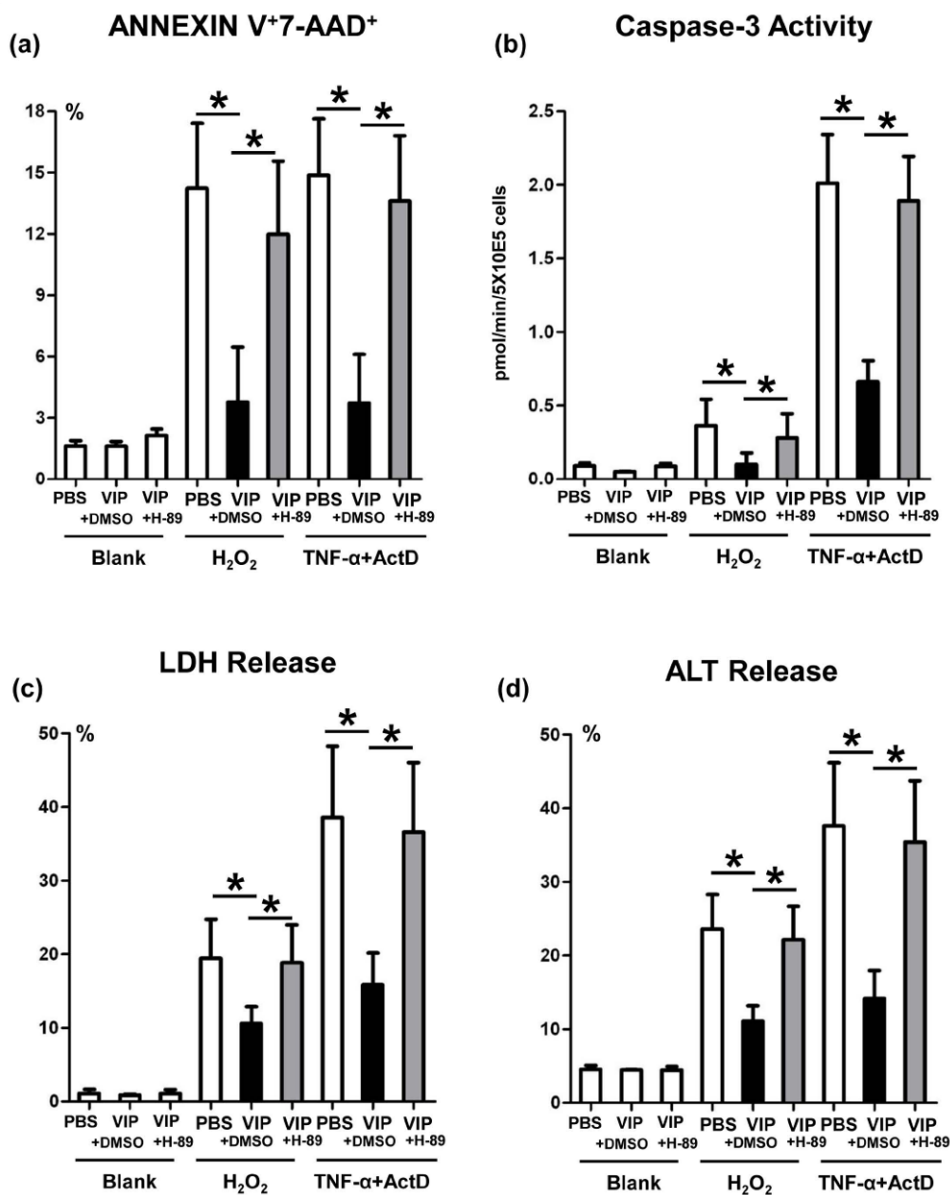 (a)
ANNEXIN V⁺7-AAD⁺
%
18
15
12
9
6
3
0
* * * *
PBS VIP VIP PBS VIP VIP PBS VIP VIP
+DMSO +H-89 +DMSO +H-89 +DMSO +H-89
Blank H₂O₂ TNF-α+ActD
(b)
Caspase-3 Activity
pmol/min/5X10E5 cells
2.5
2.0
1.5
1.0
0.5
0.0
* * * *
PBS VIP VIP PBS VIP VIP PBS VIP VIP
+DMSO +H-89 +DMSO +H-89 +DMSO +H-89
Blank H₂O₂ TNF-α+ActD
(c)
LDH Release
%
50
40
30
20
10
0
* * * *
PBS VIP VIP PBS VIP VIP PBS VIP VIP
+DMSO +H-89 +DMSO +H-89 +DMSO +H-89
Blank H₂O₂ TNF-α+ActD
(d)
ALT Release
%
50
40
30
20
10
0
* * * *
PBS VIP VIP PBS VIP VIP PBS VIP VIP
+DMSO +H-89 +DMSO +H-89 +DMSO +H-89
Blank H₂O₂ TNF-α+ActD